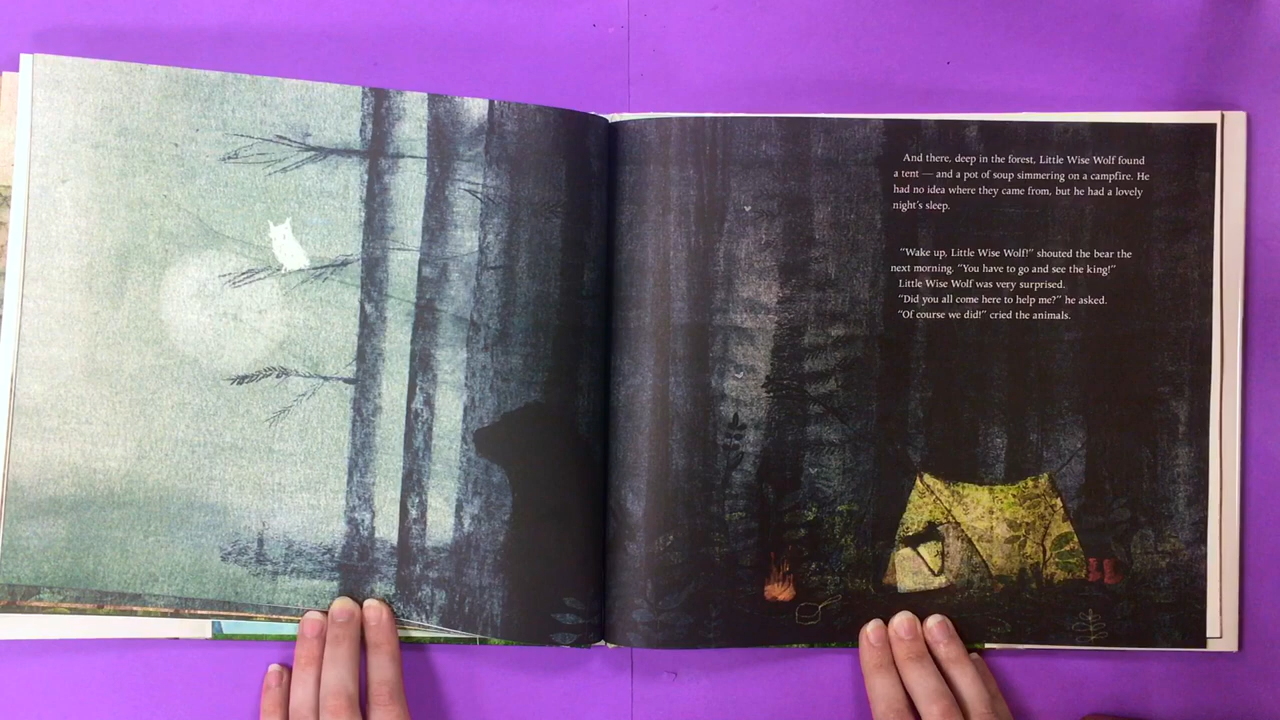 And there, deep in the forest, Little Wise Wolf found
a tent — and a pot of soup simmering on a campfire. He
had no idea where they came from, but he had a lovely
night's sleep.
“Wake up, Little Wise Wolf!” shouted the bear the
next morning. “You have to go and see the king!”
Little Wise Wolf was very surprised.
“Did you all come here to help me?” he asked.
“Of course we did!” cried the animals.